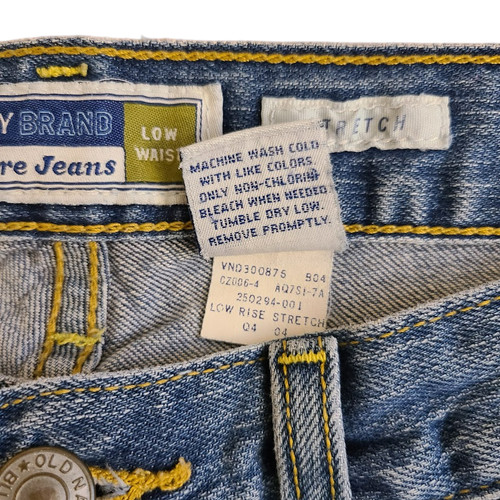 Y BRAND
re Jeans
LOW
WAIST
STRETCH
MACHINE WASH COLD
WITH LIKE COLORS
ONLY NON-CHLORINE
BLEACH WHEN NEEDED
TUMBLE DRY LOW.
REMOVE PROMPTLY.
VND300875 B04
CZ006-4 AQ7S1-7A
250294-001
LOW RISE STRETCH
04 04
OLD NA